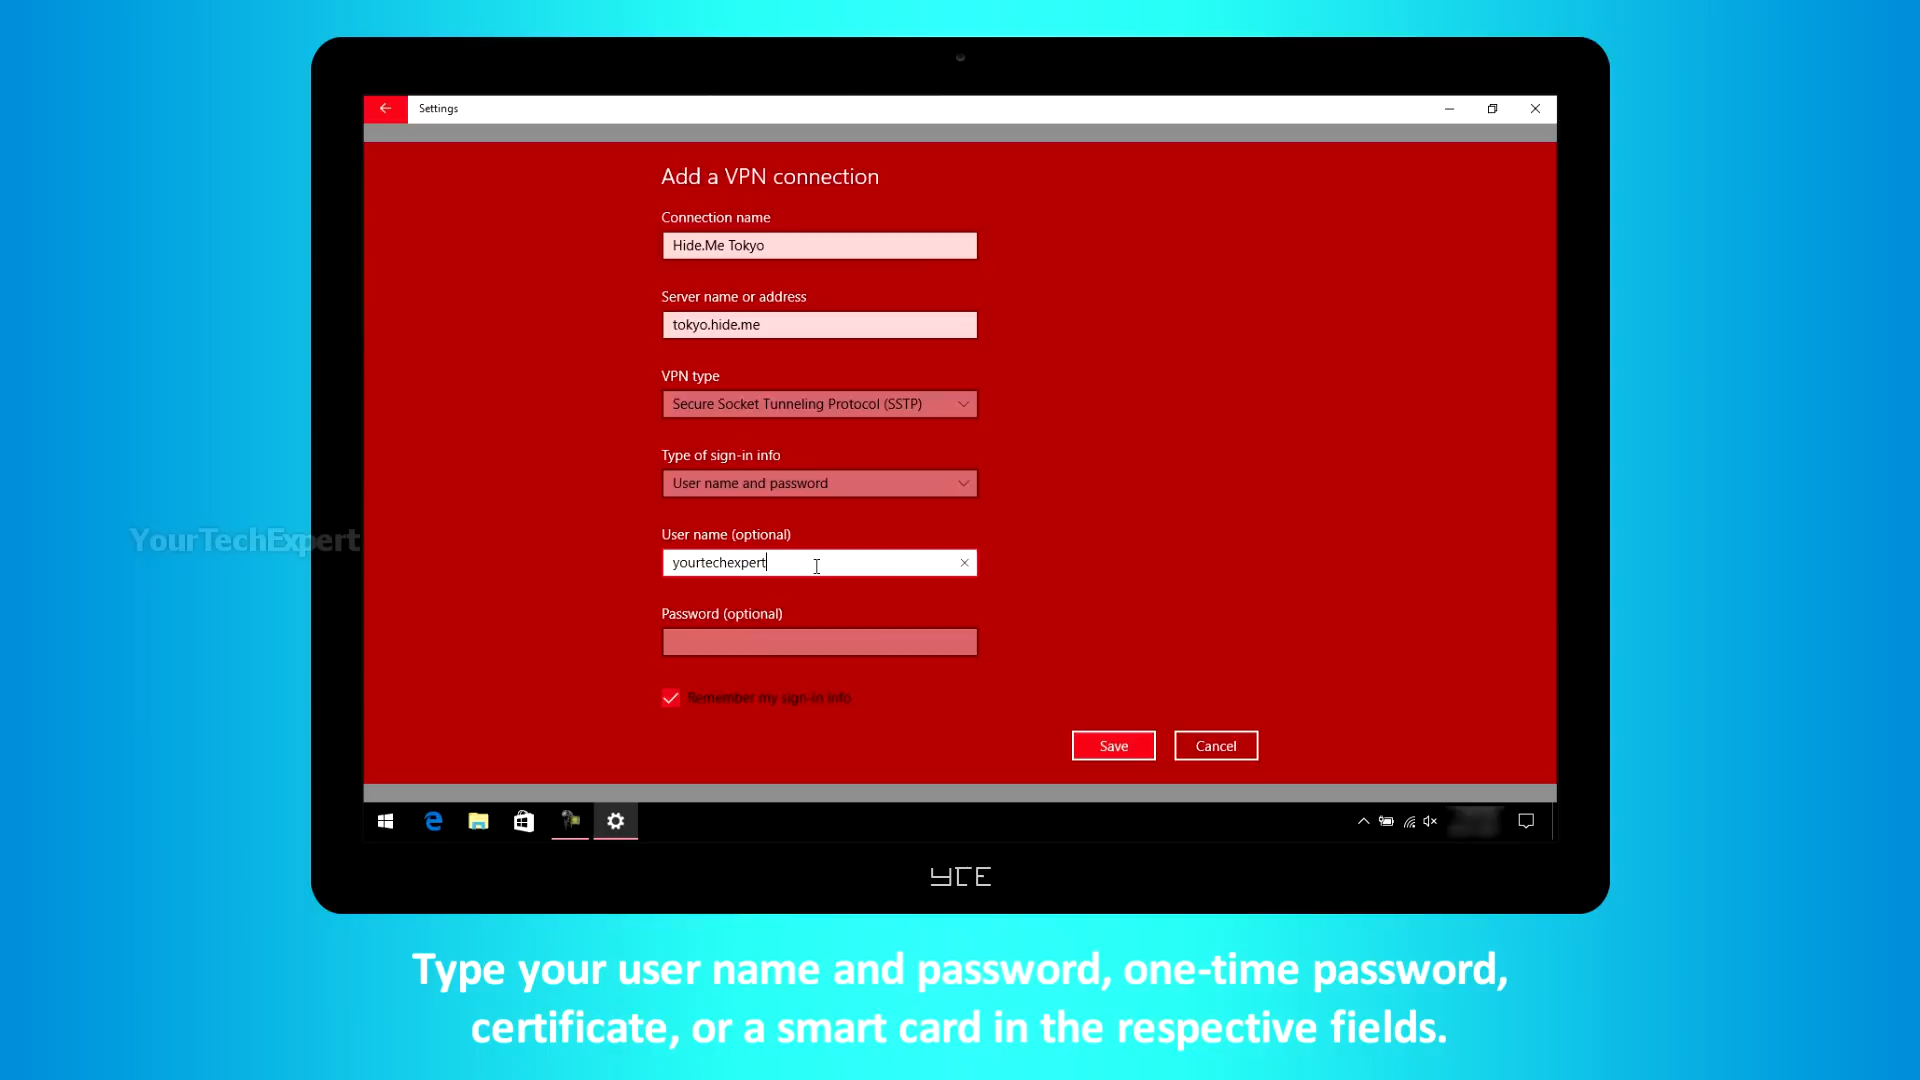 Settings
Add a VPN connection
Connection name
Hide.Me Tokyo
Server name or address
tokyo.hide.me
VPN type
Secure Socket Tunneling Protocol (SSTP)
Type of sign-in info
User name and password
User name (optional)
yourtechexpert
Password (optional)
Remember my sign-in info
Save
Cancel
YourTechExpert
YTE
Type your user name and password, one-time password,
certificate, or a smart card in the respective fields.